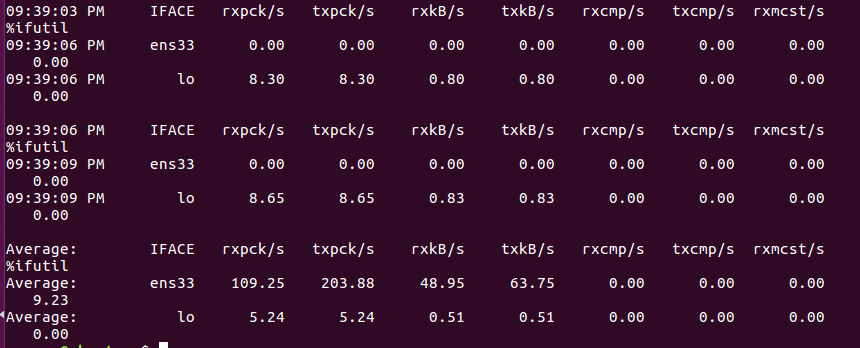 09:39:03 PM IFACE rxpck/s txpck/s rxkB/s txkB/s rxcmp/s txcmp/s rxmcst/s
%ifutil
09:39:06 PM ens33 0.00 0.00 0.00 0.00 0.00 0.00 0.00
0.00
09:39:06 PM lo 8.30 8.30 0.80 0.80 0.00 0.00 0.00
0.00
09:39:06 PM IFACE rxpck/s txpck/s rxkB/s txkB/s rxcmp/s txcmp/s rxmcst/s
%ifutil
09:39:09 PM ens33 0.00 0.00 0.00 0.00 0.00 0.00 0.00
0.00
09:39:09 PM lo 8.65 8.65 0.83 0.83 0.00 0.00 0.00
0.00
Average: IFACE rxpck/s txpck/s rxkB/s txkB/s rxcmp/s txcmp/s rxmcst/s
%ifutil
Average: ens33 109.25 203.88 48.95 63.75 0.00 0.00 0.00
9.23
Average: lo 5.24 5.24 0.51 0.51 0.00 0.00 0.00
0.00
$